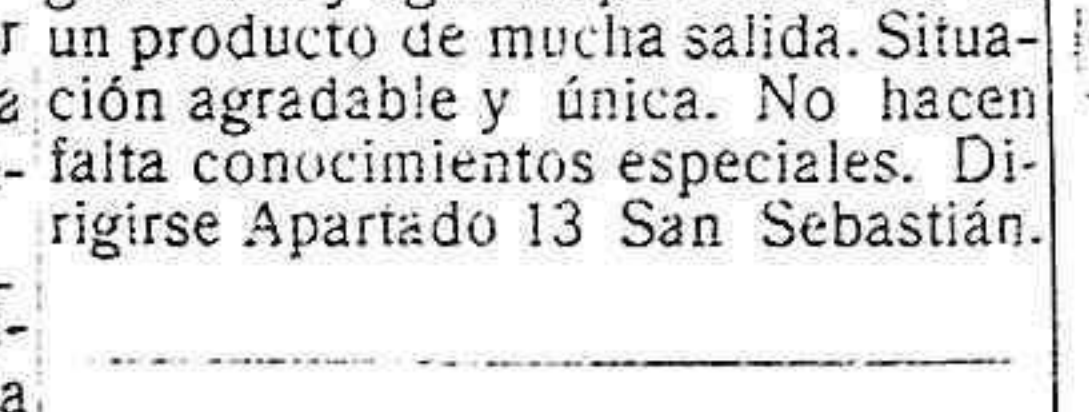 un producto de mucha salida. Situa-
ción agradable y única. No hacen
falta conocimientos especiales. Di-
rigirse Apartado 13 San Sebastián.